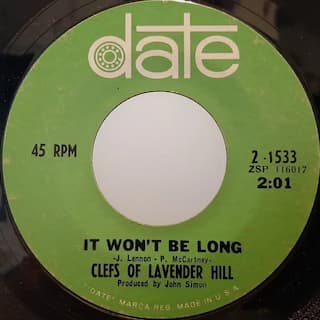 date
45 RPM
2-1533
ZSP 116017
2:01
IT WON'T BE LONG
-J. Lennon - P. McCartney-
CLEFS OF LAVENDER HILL
Produced by John Simon
"DATE" MARCA REG. MADE IN U.S.A.